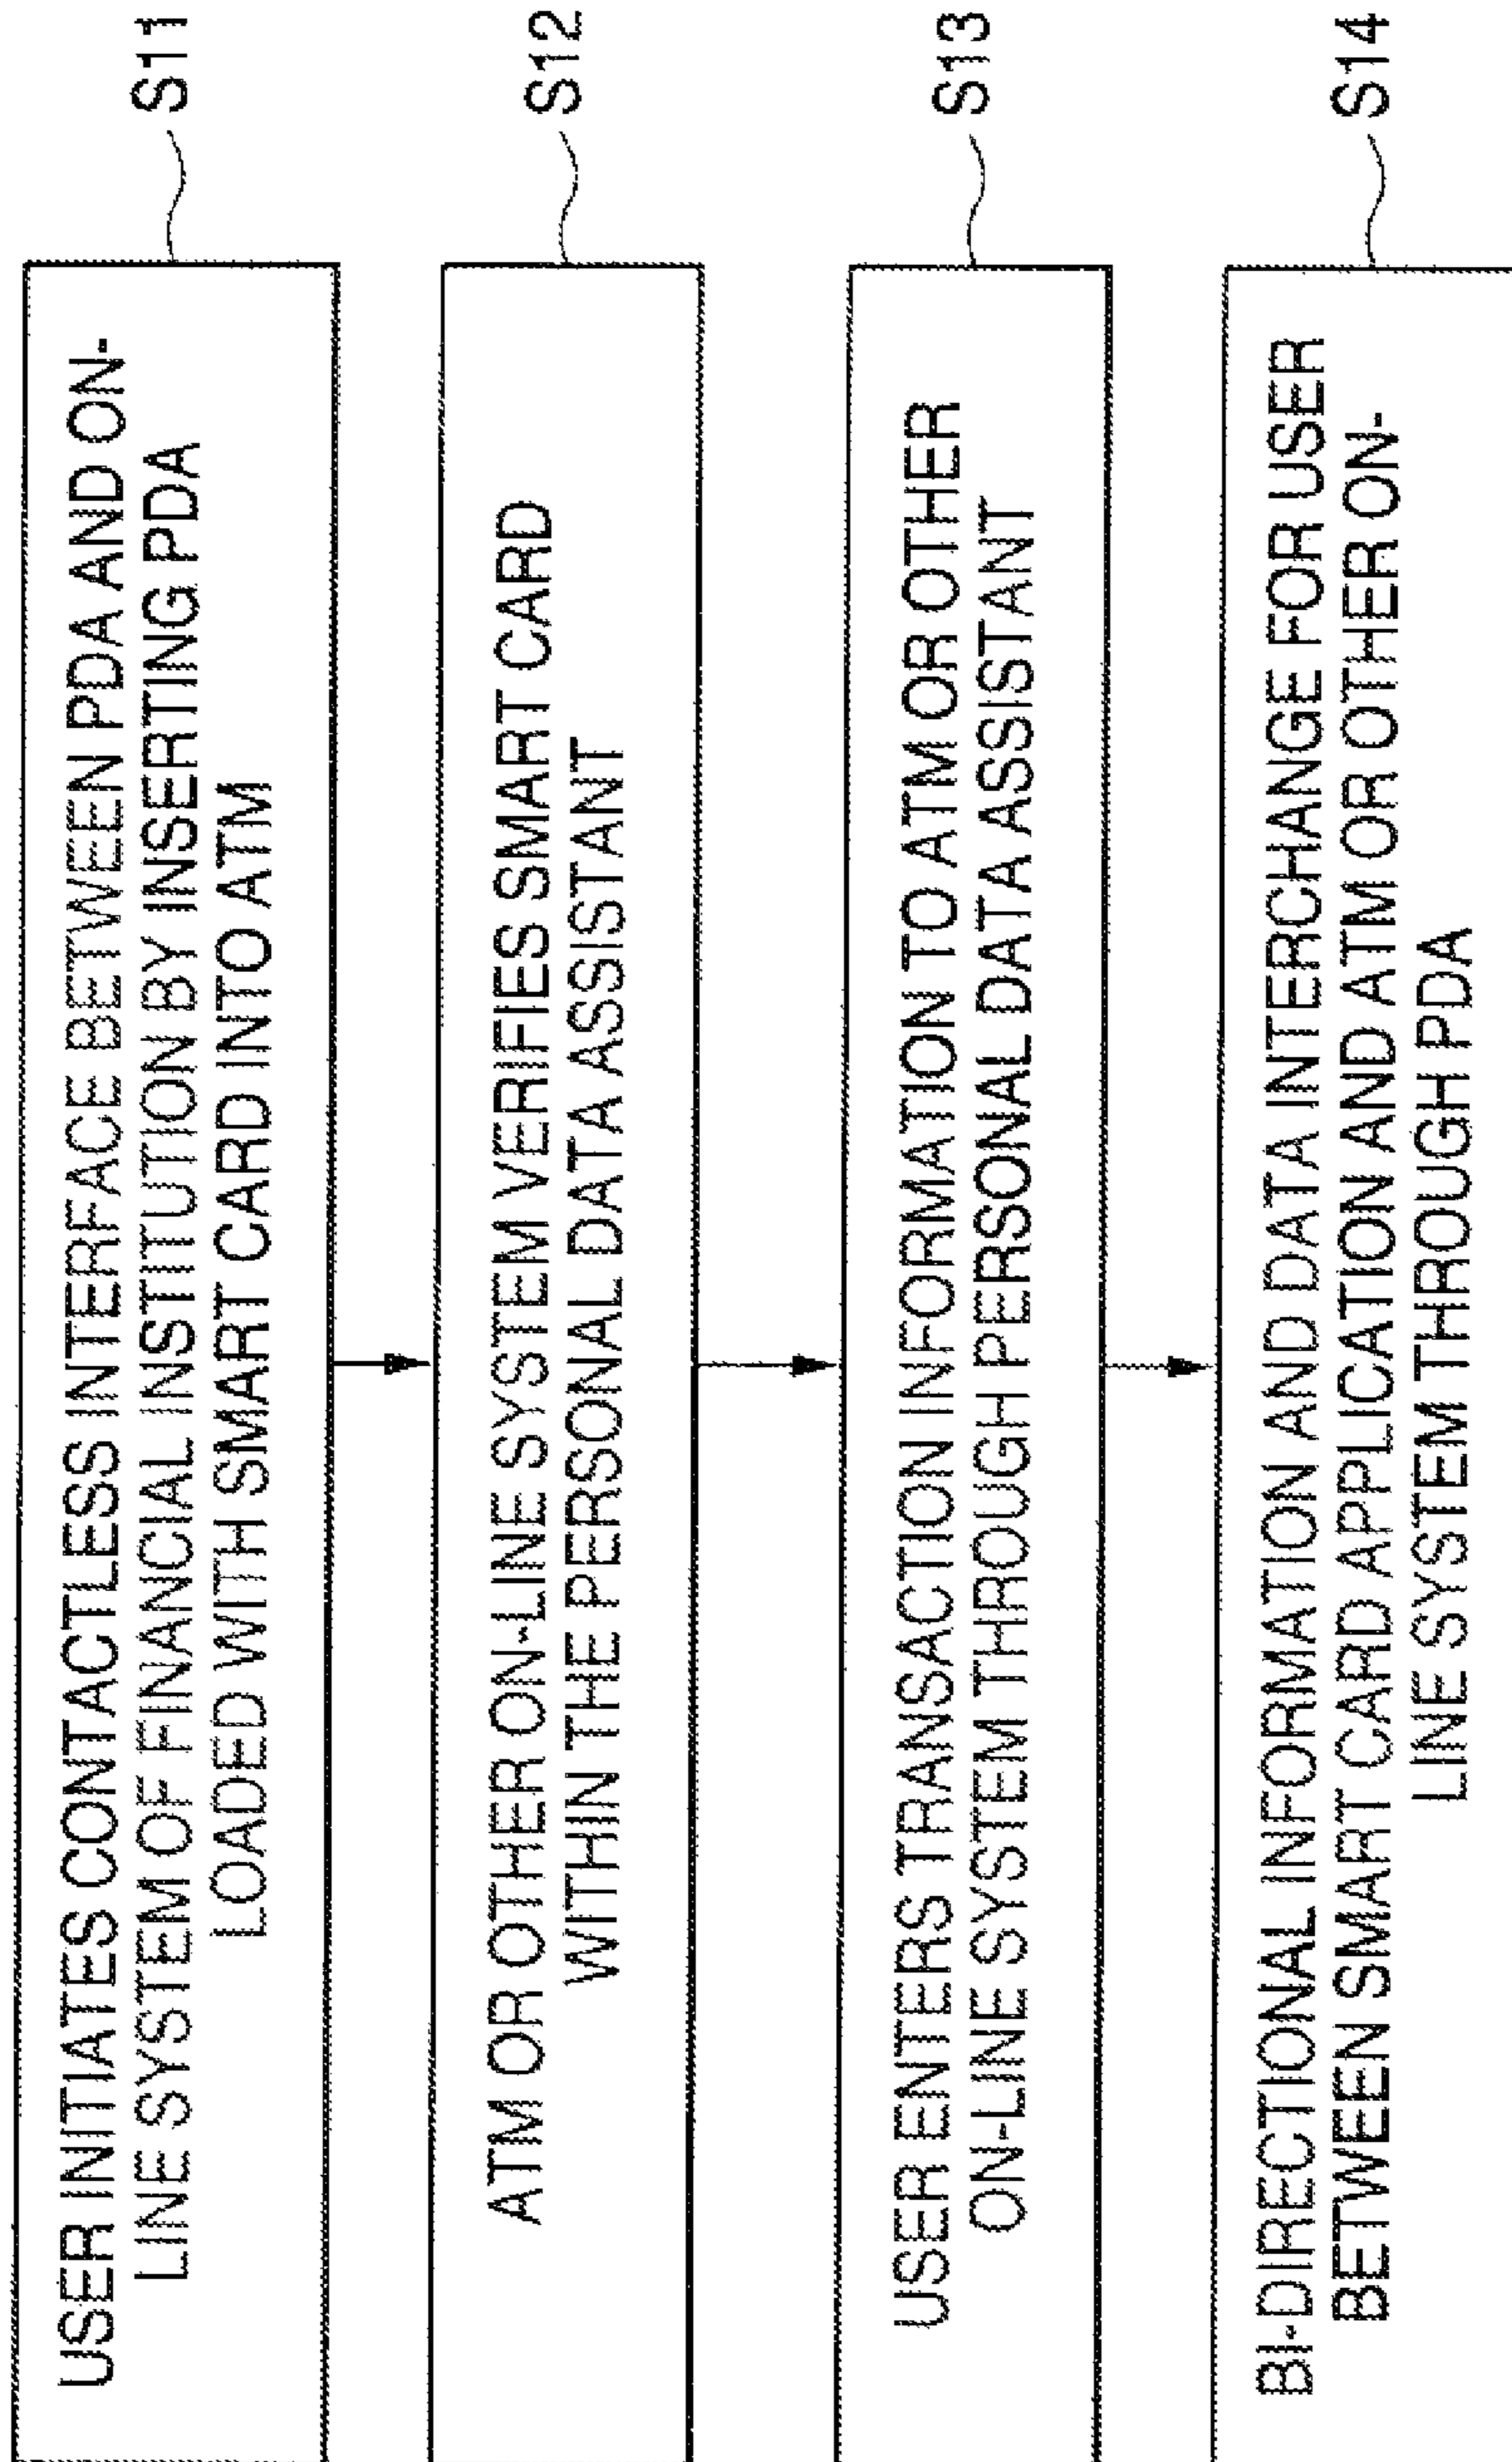 USER INITIATES CONTACTLESS INTERFACE BETWEEN PDA AND ON-
LINE SYSTEM OF FINANCIAL INSTITUTION BY INSERTING PDA
LOADED WITH SMART CARD INTO ATM
S11
ATM OR OTHER ON-LINE SYSTEM VERIFIES SMART CARD
WITHIN THE PERSONAL DATA ASSISTANT
S12
USER ENTERS TRANSACTION INFORMATION TO ATM OR OTHER
ON-LINE SYSTEM THROUGH PERSONAL DATA ASSISTANT
S13
BI-DIRECTIONAL INFORMATION AND DATA INTERCHANGE FOR USER
BETWEEN SMART CARD APPLICATION AND ATM OR OTHER ON-
LINE SYSTEM THROUGH PDA
S14